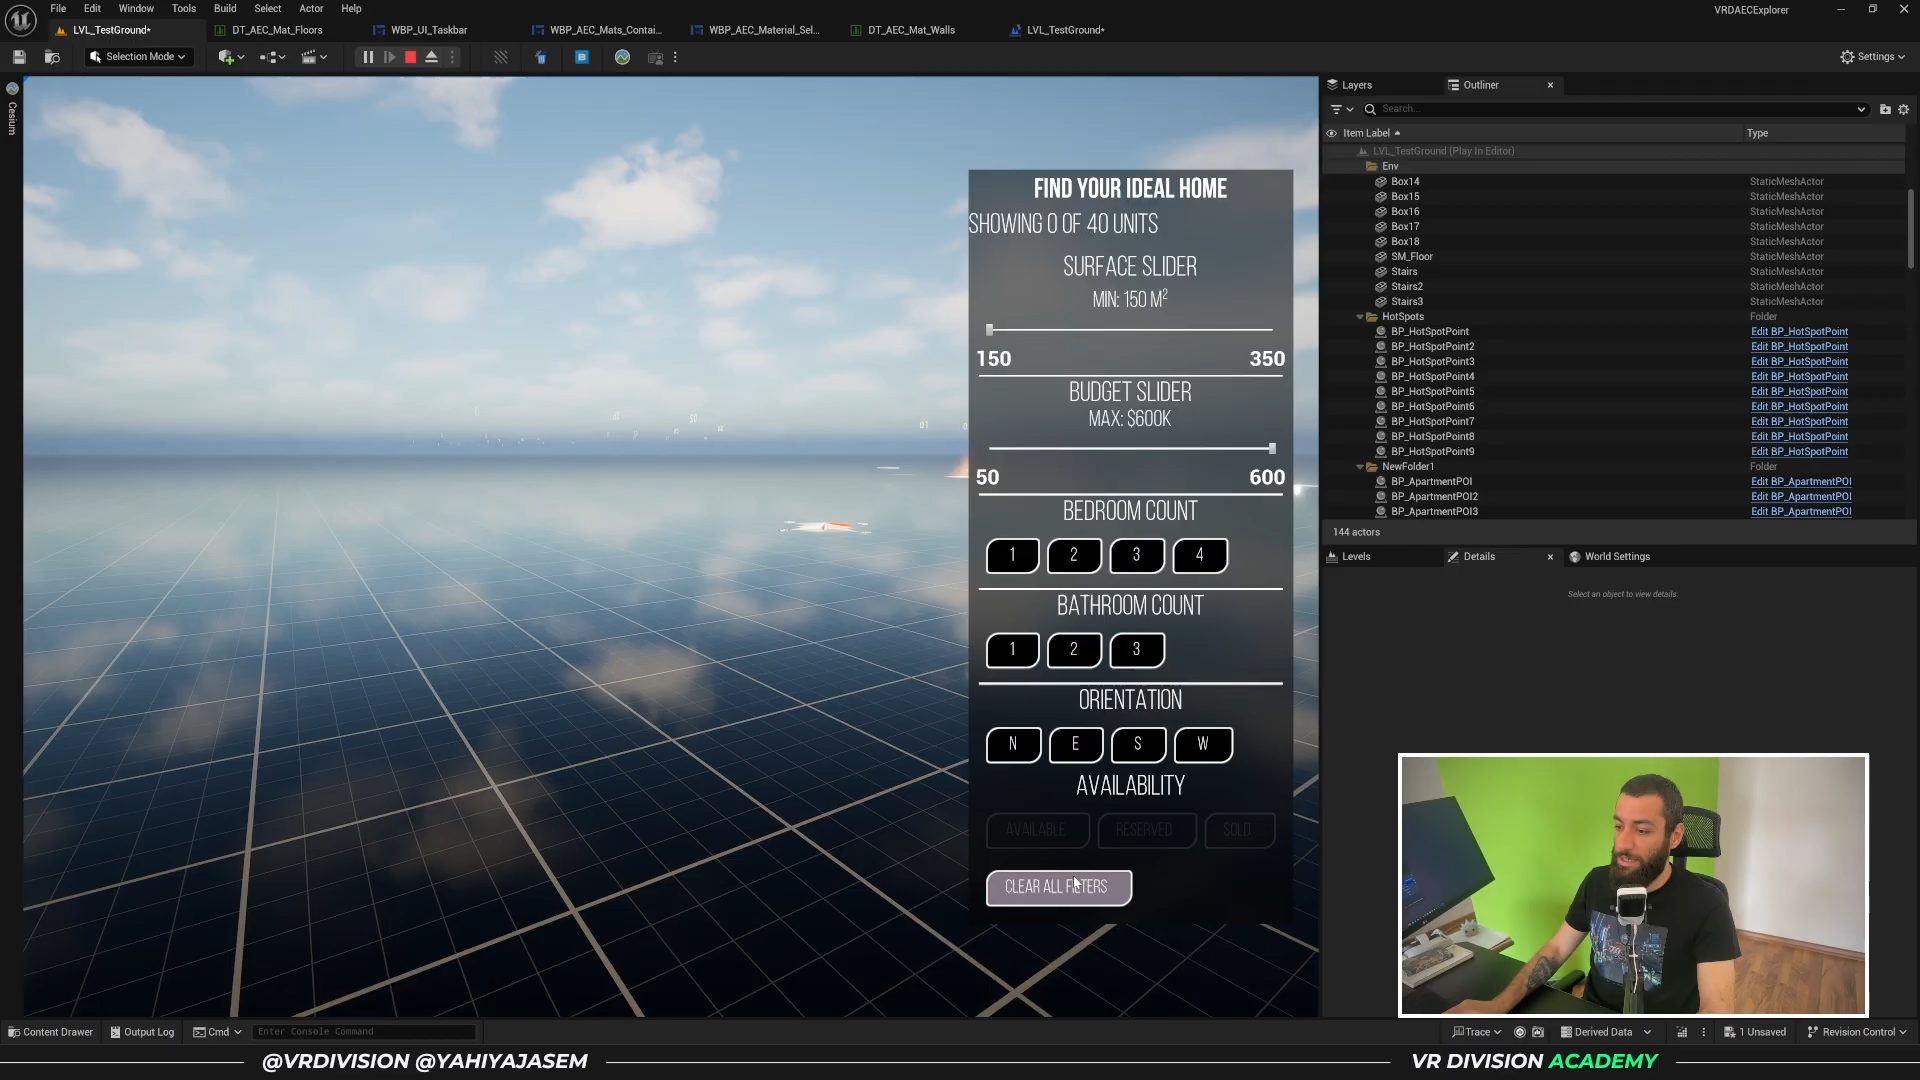 File Edit Window Tools Build Select Actor Help
VRDAECExplorer
LVL_TestGround* DT_AEC_Mat_Floors WBP_UI_Taskbar WBP_AEC_Mats_Contai... WBP_AEC_Material_Sel... DT_AEC_Mat_Walls LVL_TestGround*
Selection Mode
Settings
Cesium
FIND YOUR IDEAL HOME
SHOWING 0 OF 40 UNITS
SURFACE SLIDER
MIN: 150 M²
150 350
BUDGET SLIDER
MAX: $600K
50 600
BEDROOM COUNT
1 2 3 4
BATHROOM COUNT
1 2 3
ORIENTATION
N E S W
AVAILABILITY
AVAILABLE RESERVED SOLD
CLEAR ALL FILTERS
Layers Outliner
Search...
Item Label Type
LVL_TestGround (Play In Editor)
Env
Box14 StaticMeshActor
Box15 StaticMeshActor
Box16 StaticMeshActor
Box17 StaticMeshActor
Box18 StaticMeshActor
SM_Floor StaticMeshActor
Stairs StaticMeshActor
Stairs2 StaticMeshActor
Stairs3 StaticMeshActor
HotSpots Folder
BP_HotSpotPoint Edit BP_HotSpotPoint
BP_HotSpotPoint2 Edit BP_HotSpotPoint
BP_HotSpotPoint3 Edit BP_HotSpotPoint
BP_HotSpotPoint4 Edit BP_HotSpotPoint
BP_HotSpotPoint5 Edit BP_HotSpotPoint
BP_HotSpotPoint6 Edit BP_HotSpotPoint
BP_HotSpotPoint7 Edit BP_HotSpotPoint
BP_HotSpotPoint8 Edit BP_HotSpotPoint
BP_HotSpotPoint9 Edit BP_HotSpotPoint
NewFolder1 Folder
BP_ApartmentPOI Edit BP_ApartmentPOI
BP_ApartmentPOI2 Edit BP_ApartmentPOI
BP_ApartmentPOI3 Edit BP_ApartmentPOI
144 actors
Levels Details World Settings
Select an object to view details.
Content Drawer Output Log Cmd Enter Console Command
Trace Derived Data 1 Unsaved Revision Control
@VRDIVISION @YAHIYAJASEM
VR DIVISION ACADEMY